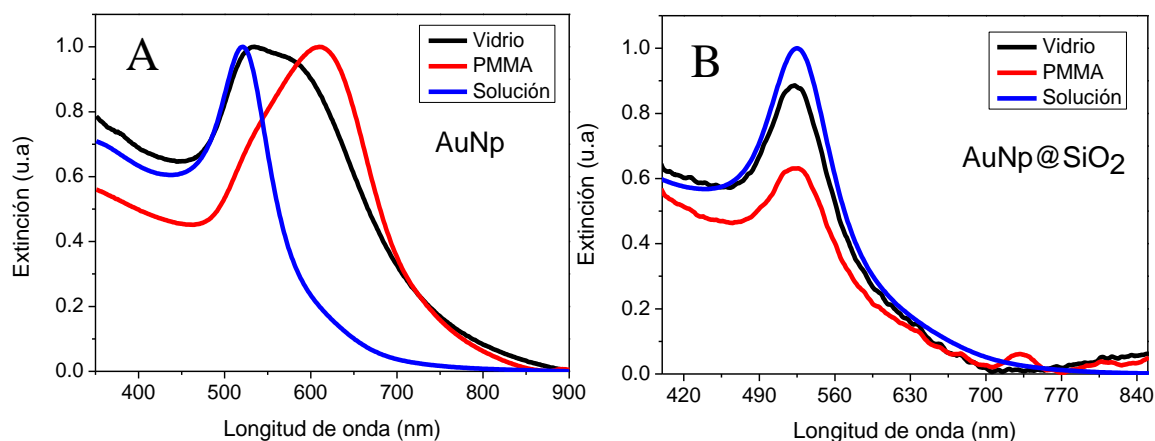 A
Vidrio
PMMA
Solución
AuNp
Extinción (u.a)
1.0
0.8
0.6
0.4
0.2
0.0
400 500 600 700 800 900
Longitud de onda (nm)
B
Vidrio
PMMA
Solución
AuNp@SiO2
Extinción (u.a)
1.0
0.8
0.6
0.4
0.2
0.0
420 490 560 630 700 770 840
Longitud de onda (nm)